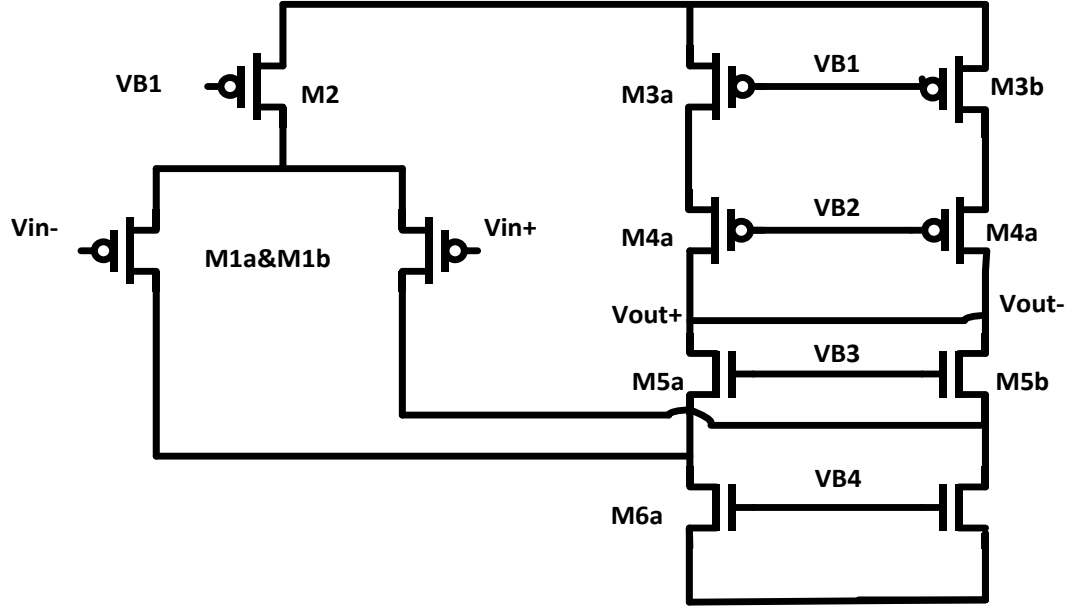 VB1
M2
M3a
VB1
M3b
Vin-
M1a&M1b
Vin+
M4a
VB2
M4a
Vout+
Vout-
M5a
VB3
M5b
M6a
VB4